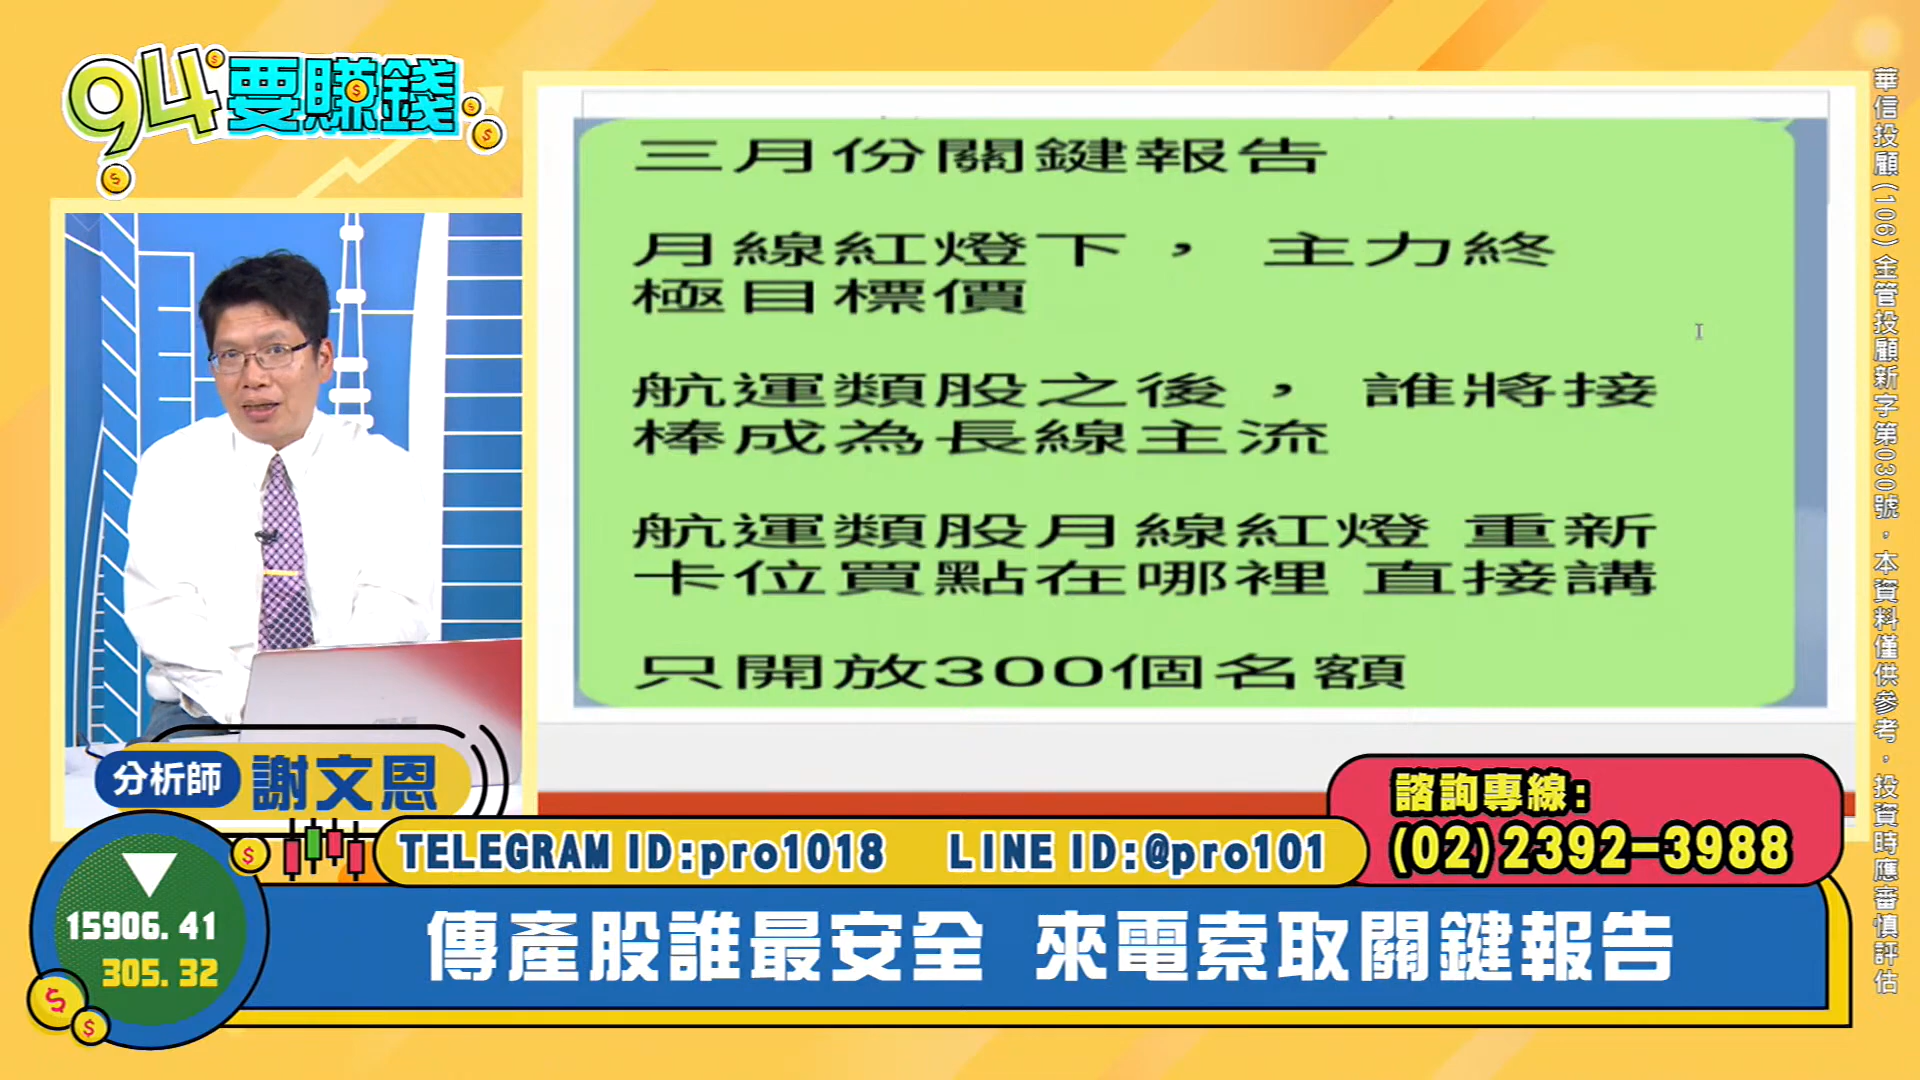 94要賺錢
三月份關鍵報告
月線紅燈下，主力終
極目標價
航運類股之後，誰將接
棒成為長線主流
航運類股月線紅燈 重新
卡位買點在哪裡 直接講
只開放300個名額
分析師 謝文恩
諮詢專線:
(02)2392-3988
TELEGRAM ID:pro1018 LINE ID:@pro101
15906.41
305.32
傳產股誰最安全 來電索取關鍵報告
華信投顧(106)金管投顧新字第030號，本資料僅供參考，投資時應審慎評估